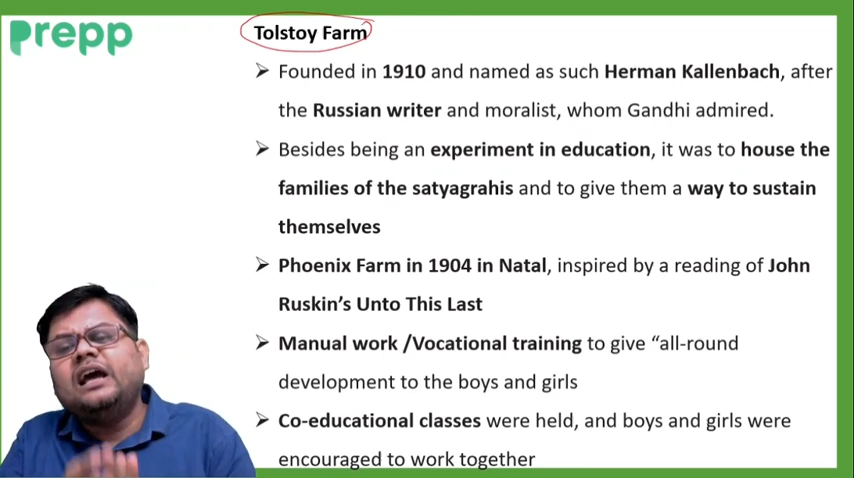 Prepp
Tolstoy Farm
➢ Founded in 1910 and named as such Herman Kallenbach, after
the Russian writer and moralist, whom Gandhi admired.
➢ Besides being an experiment in education, it was to house the
families of the satyagrahis and to give them a way to sustain
themselves
➢ Phoenix Farm in 1904 in Natal, inspired by a reading of John
Ruskin’s Unto This Last
➢ Manual work /Vocational training to give “all-round
development to the boys and girls
➢ Co-educational classes were held, and boys and girls were
encouraged to work together